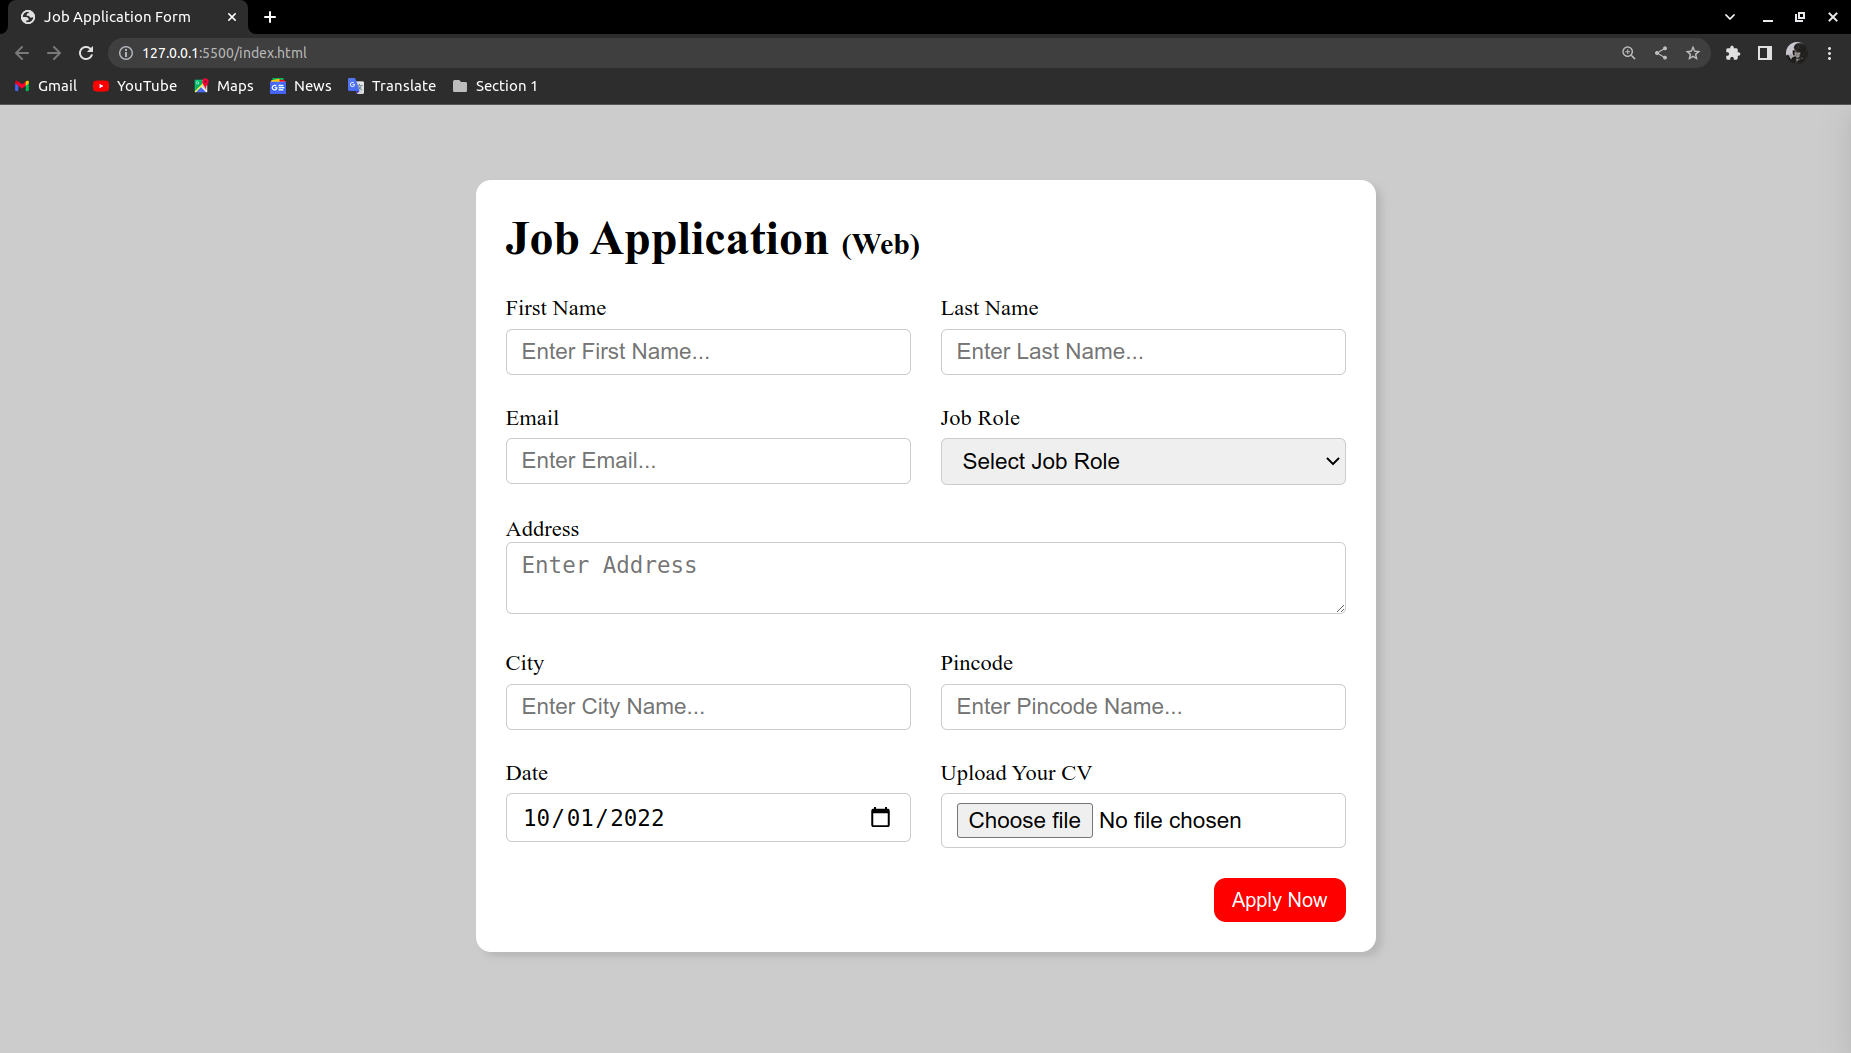 Job Application Form
127.0.0.1:5500/index.html
Gmail YouTube Maps News Translate Section 1
Job Application (Web)
First Name Last Name
Enter First Name... Enter Last Name...
Email Job Role
Enter Email... Select Job Role
Address
Enter Address
City Pincode
Enter City Name... Enter Pincode Name...
Date Upload Your CV
10/01/2022 Choose file No file chosen
Apply Now